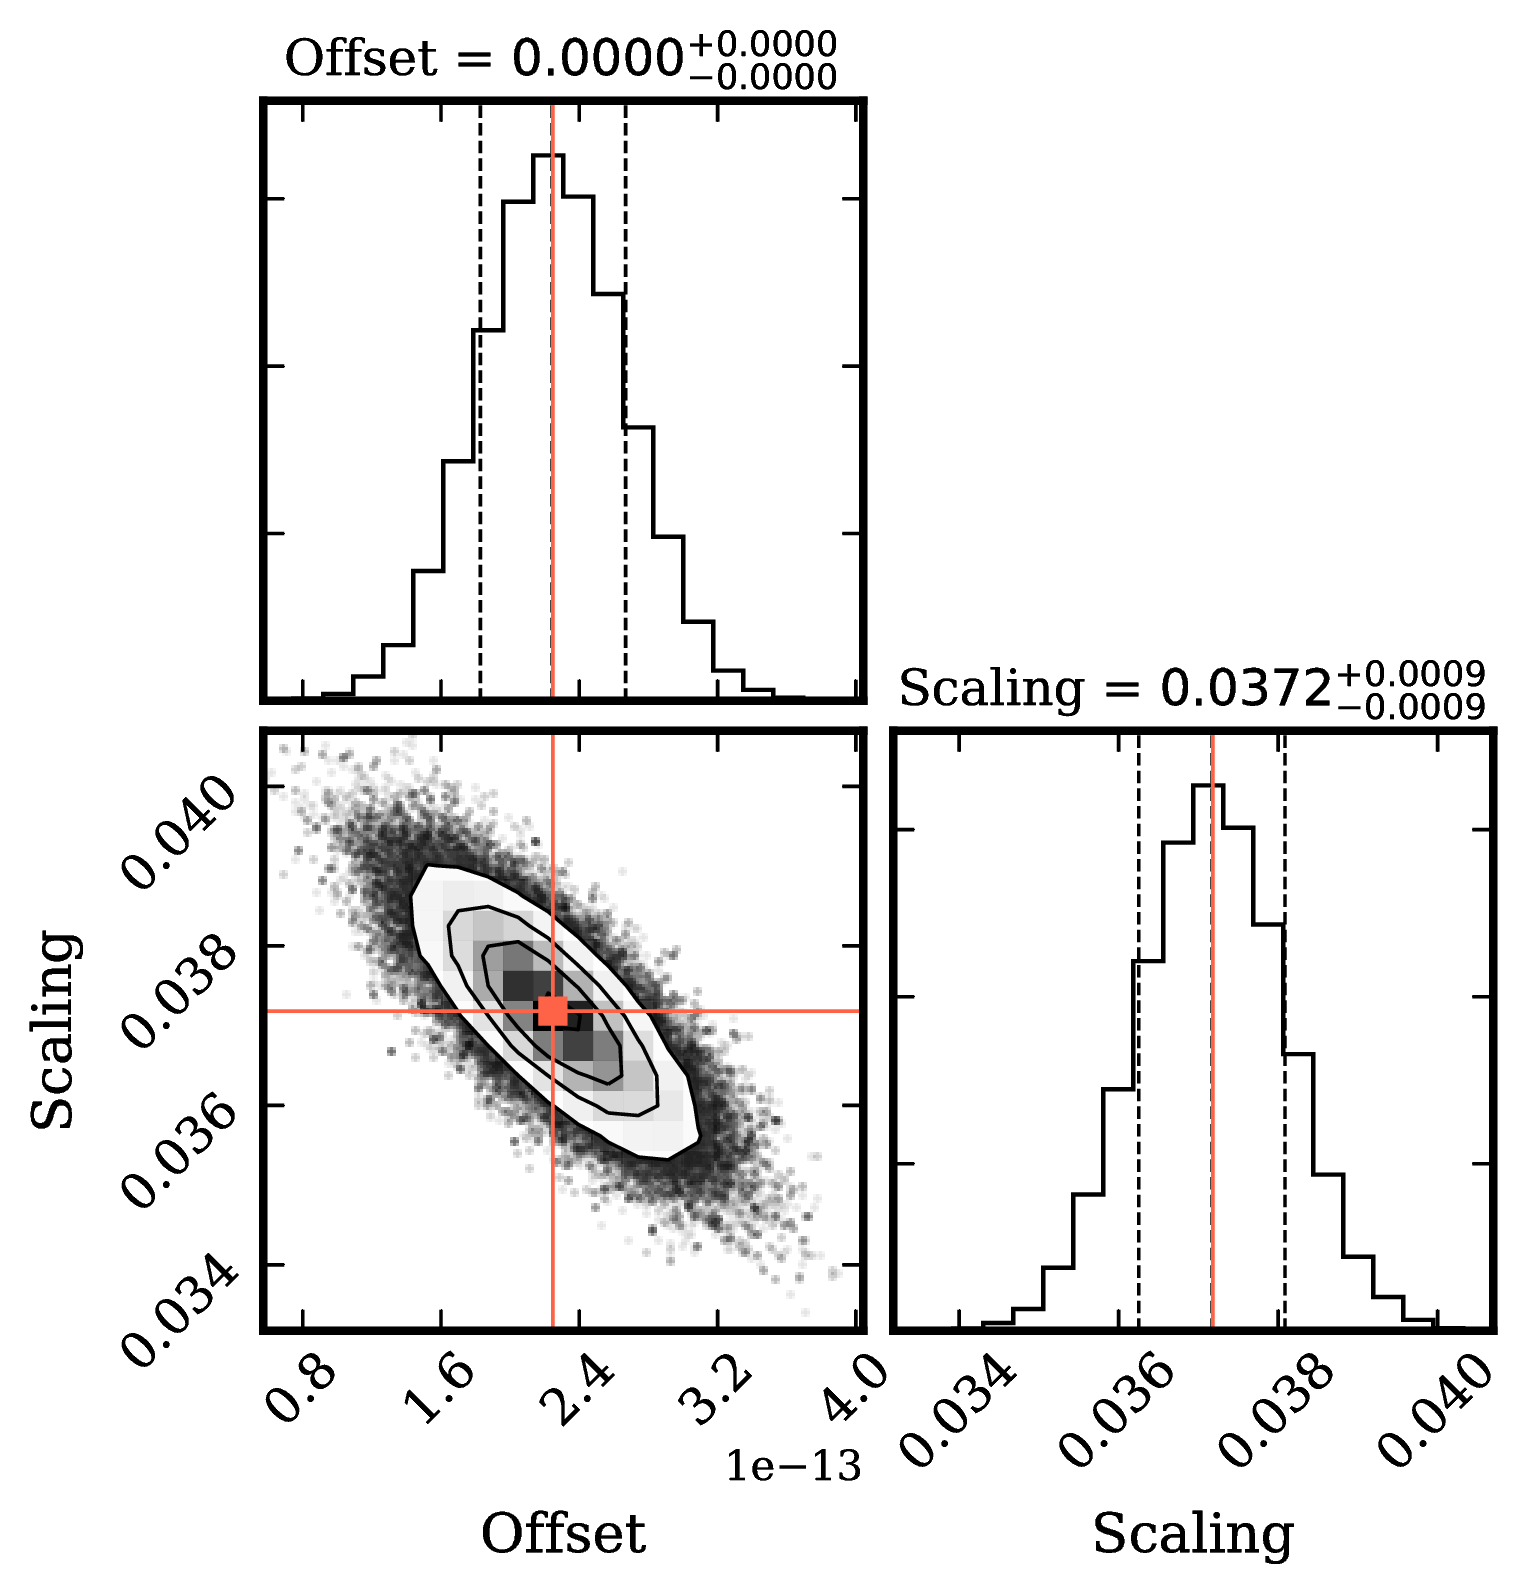 Offset = 0.0000+0.0000−0.0000
Scaling = 0.0372+0.0009−0.0009
Scaling
0.040
0.038
0.036
0.034
0.8 1.6 2.4 3.2 4.0
1e−13
Offset
0.034 0.036 0.038 0.040
Scaling